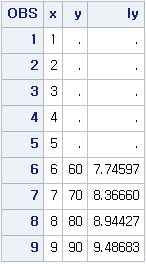 OBS x y ly
1 1 . .
2 2 . .
3 3 . .
4 4 . .
5 5 . .
6 6 60 7.74597
7 7 70 8.36660
8 8 80 8.94427
9 9 90 9.48683